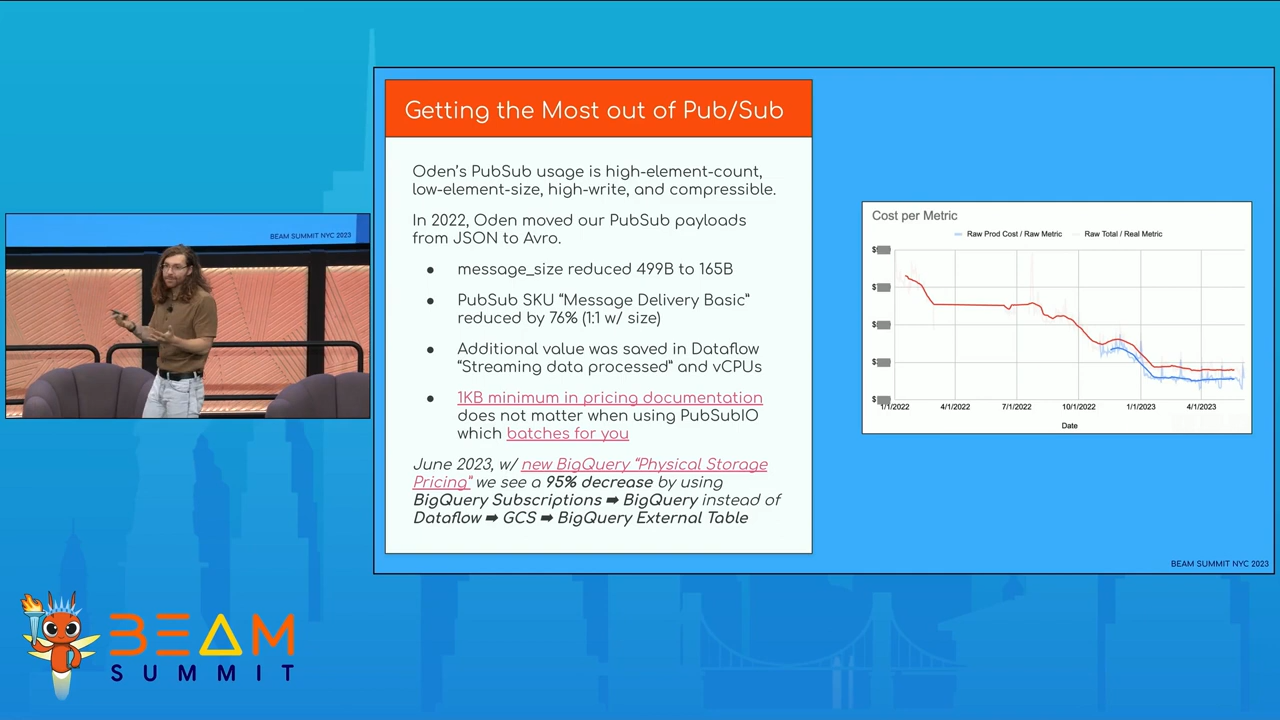 BEAM SUMMIT NYC 2023
Getting the Most out of Pub/Sub
Oden's PubSub usage is high-element-count,
low-element-size, high-write, and compressible.
In 2022, Oden moved our PubSub payloads
from JSON to Avro.
● message_size reduced 499B to 165B
● PubSub SKU “Message Delivery Basic”
reduced by 76% (1:1 w/ size)
● Additional value was saved in Dataflow
“Streaming data processed” and vCPUs
● 1KB minimum in pricing documentation
does not matter when using PubSubIO
which batches for you
June 2023, w/ new BigQuery “Physical Storage
Pricing” we see a 95% decrease by using
BigQuery Subscriptions ➡ BigQuery instead of
Dataflow ➡ GCS ➡ BigQuery External Table
Cost per Metric
Raw Prod Cost / Raw Metric Raw Total / Real Metric
$
$
$
$
$
1/1/2022 4/1/2022 7/1/2022 10/1/2022 1/1/2023 4/1/2023
Date
BEAM SUMMIT NYC 2023
BEAM
SUMMIT